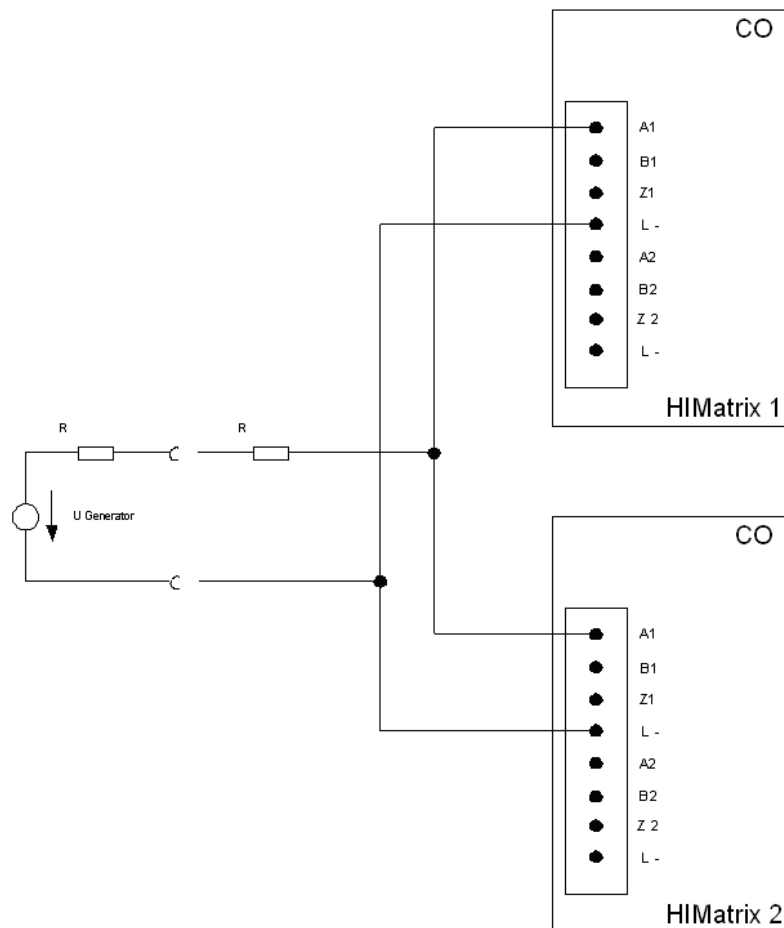 CO
A1
B1
Z1
L -
A2
B2
Z 2
L -
HIMatrix 1
R
R
U Generator
CO
A1
B1
Z1
L -
A2
B2
Z 2
L -
HIMatrix 2